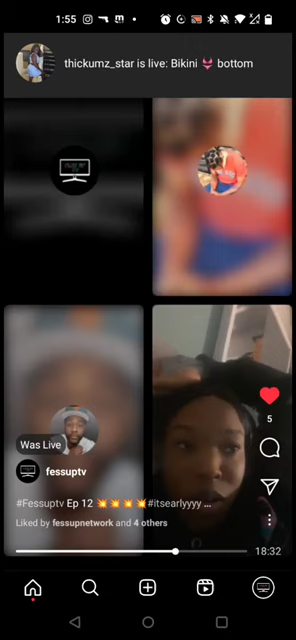 1:55
thickumz_star is live: Bikini 👙 bottom
Was Live
fessuptv
5
#Fessuptv Ep 12 💥💥💥💥#itsearlyyyy ...
Liked by fessupnetwork and 4 others
18:32